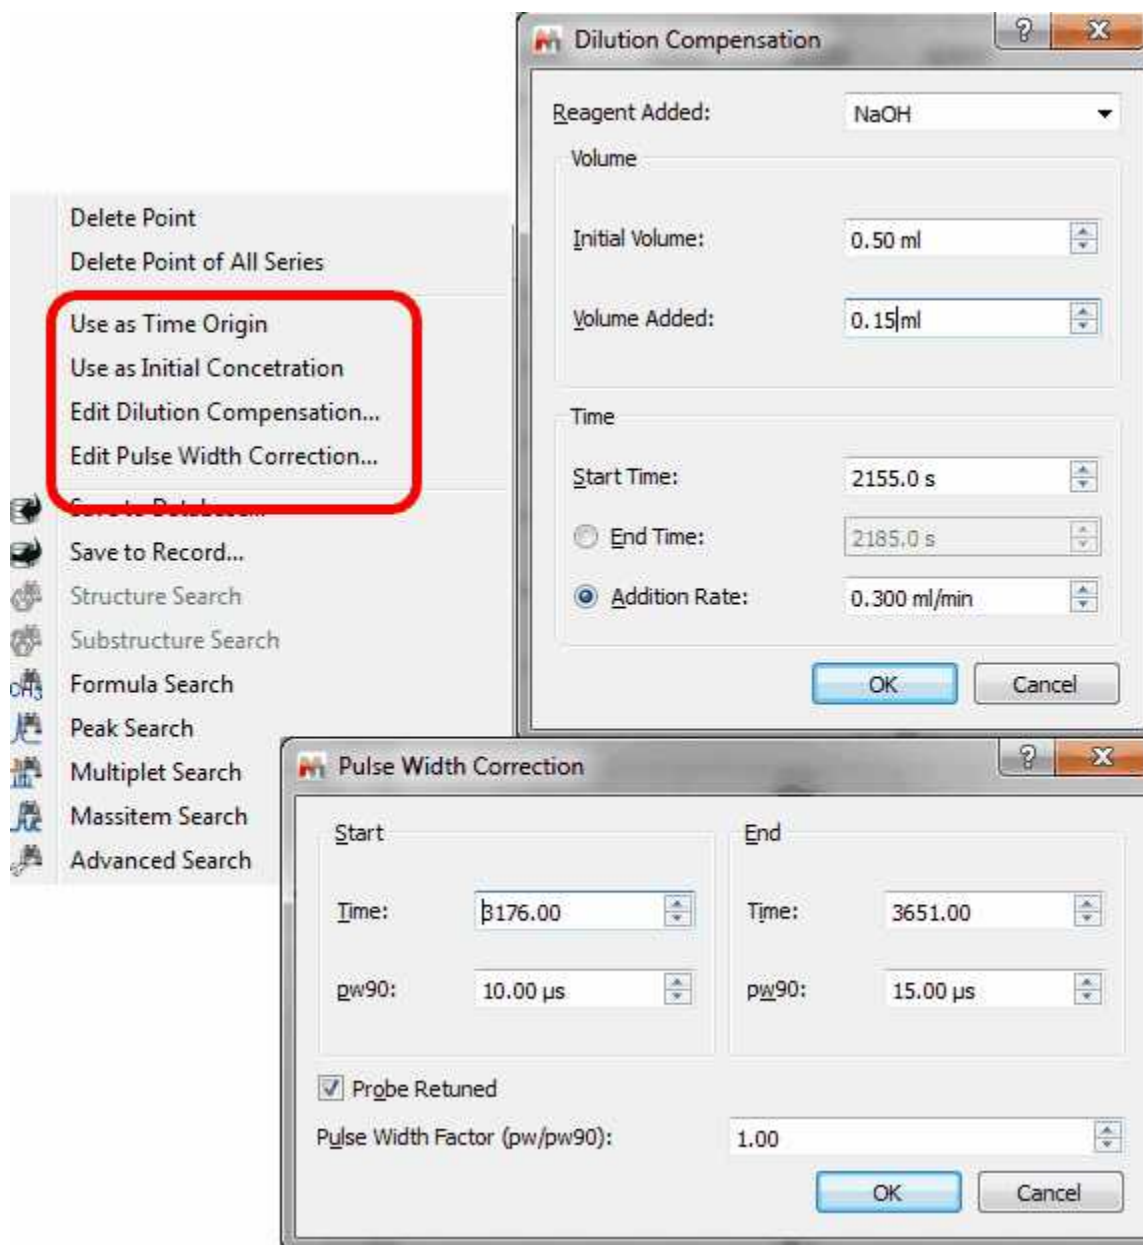 Dilution Compensation
Reagent Added: NaOH
Volume
Initial Volume: 0.50 ml
Volume Added: 0.15 ml
Time
Start Time: 2155.0 s
End Time: 2185.0 s
Addition Rate: 0.300 ml/min
OK Cancel
Delete Point
Delete Point of All Series
Use as Time Origin
Use as Initial Concetration
Edit Dilution Compensation...
Edit Pulse Width Correction...
Save to Database...
Save to Record...
Structure Search
Substructure Search
Formula Search
Peak Search
Multiplet Search
Massitem Search
Advanced Search
Pulse Width Correction
Start End
Time: 3176.00 Time: 3651.00
pw90: 10.00 µs pw90: 15.00 µs
Probe Retuned
Pulse Width Factor (pw/pw90): 1.00
OK Cancel